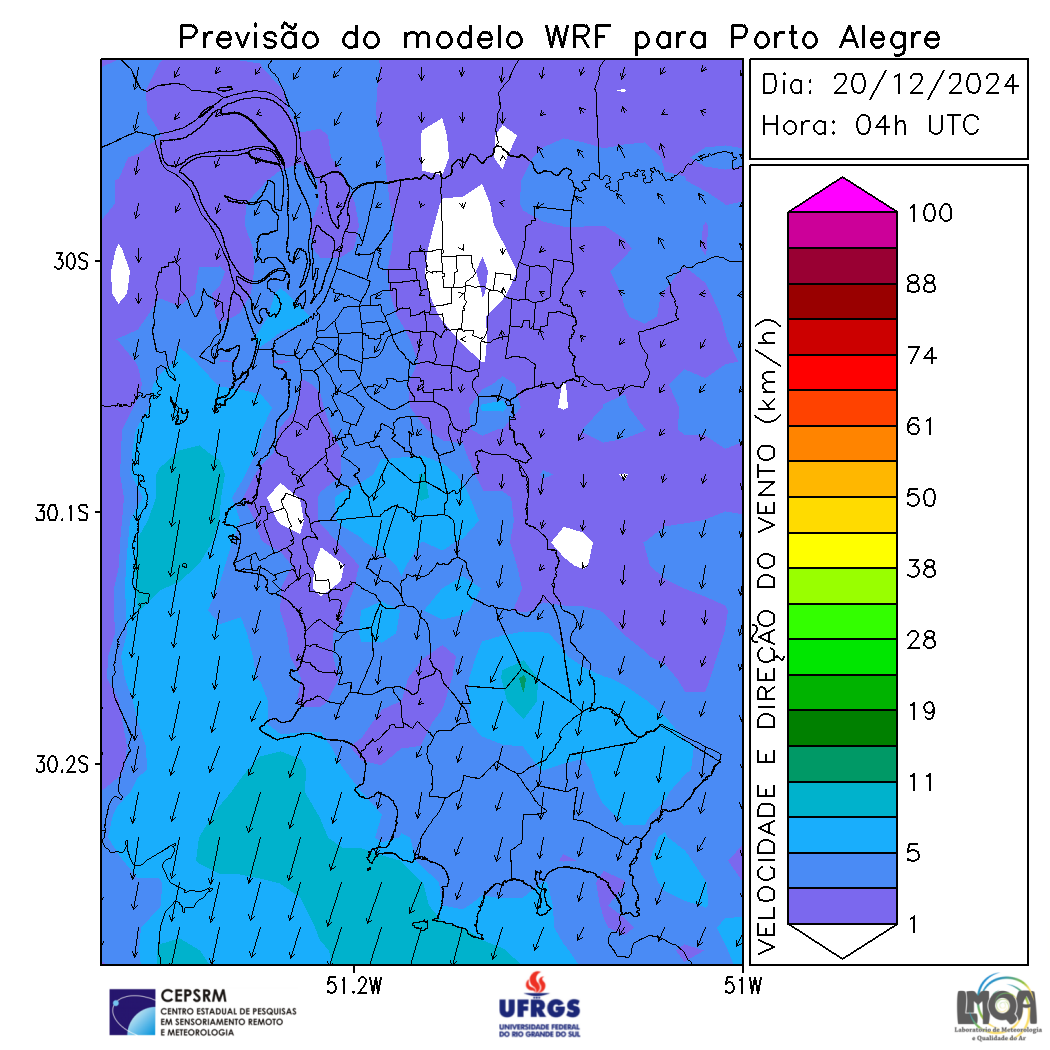 Previsão do modelo WRF para Porto Alegre
Dia: 20/12/2024
Hora: 04h UTC
30S
30.1S
30.2S
51.2W
51W
VELOCIDADE E DIREÇÃO DO VENTO (km/h)
100
88
74
61
50
38
28
19
11
5
1
CEPSRM
CENTRO ESTADUAL DE PESQUISAS
EM SENSORIAMENTO REMOTO
E METEOROLOGIA
UFRGS
UNIVERSIDADE FEDERAL
DO RIO GRANDE DO SUL
LMQA
Laboratório de Meteorologia
e Qualidade do Ar